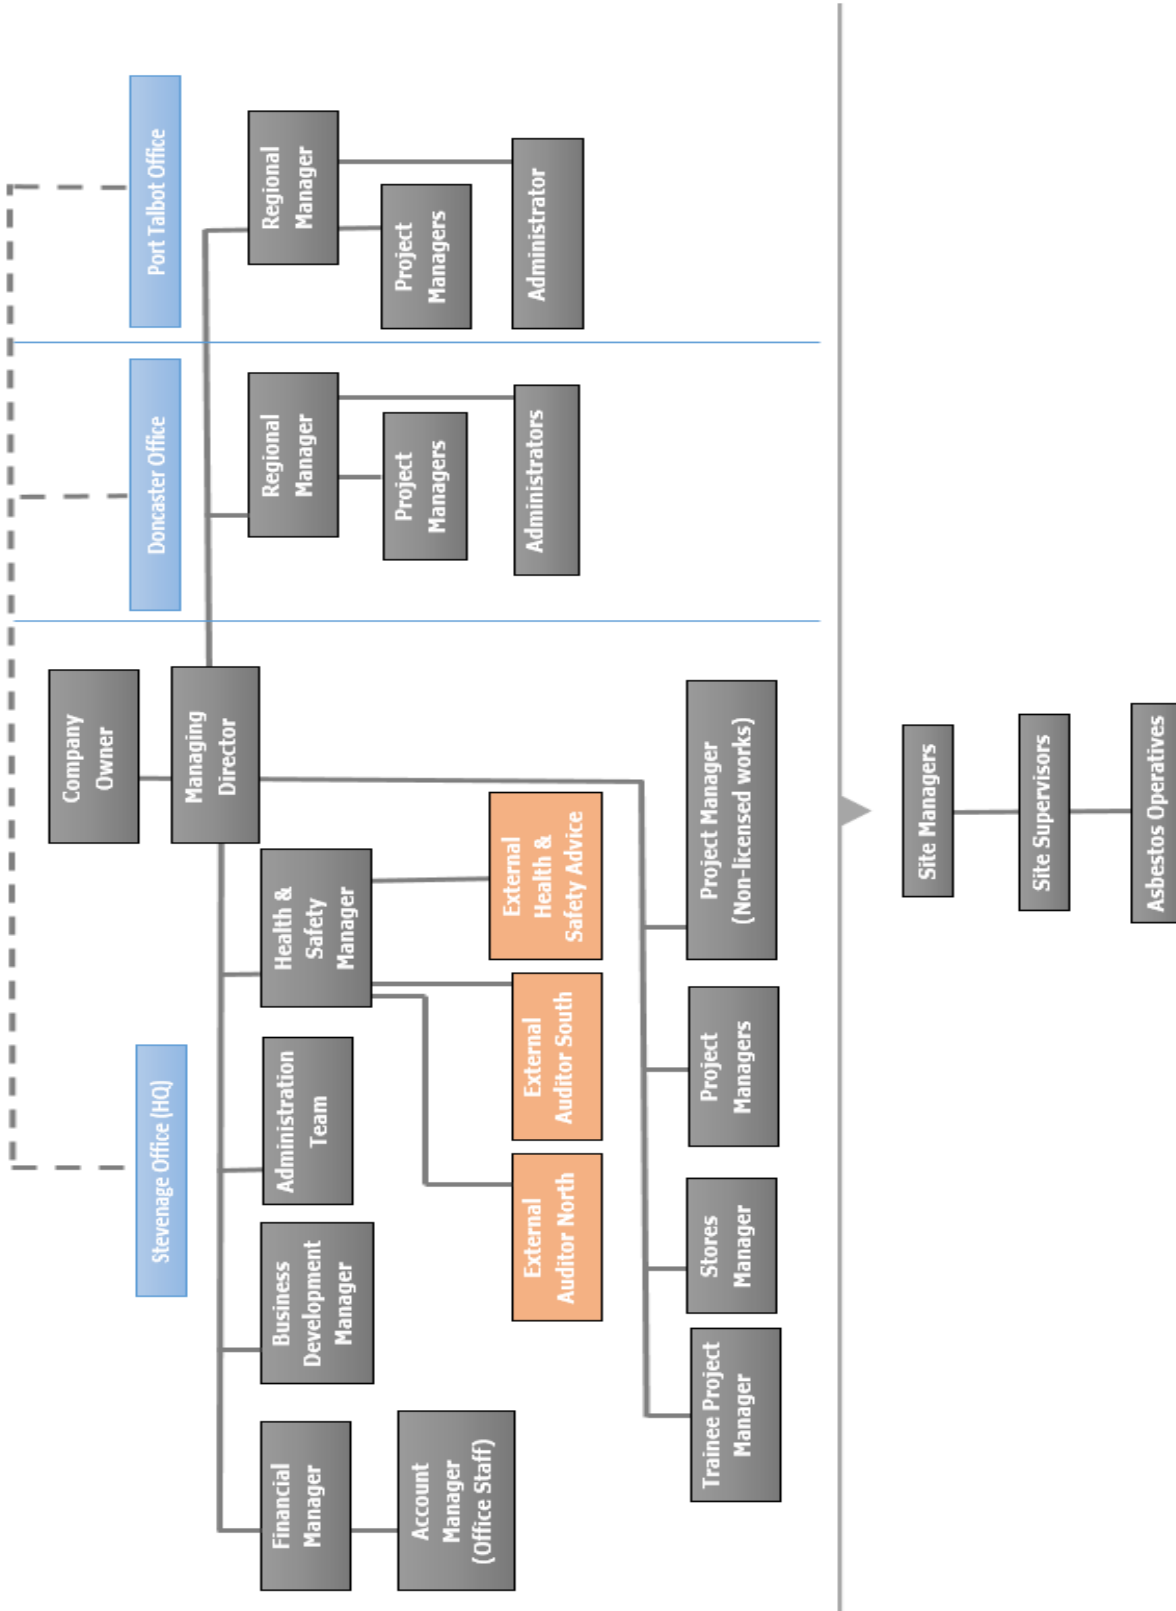 Stevenage Office (HQ)
Doncaster Office
Port Talbot Office
Company
Owner
Managing
Director
Financial
Manager
Account
Manager
(Office Staff)
Business
Development
Manager
Administration
Team
Health &
Safety
Manager
External
Auditor North
External
Auditor South
External
Health &
Safety Advice
Trainee Project
Manager
Stores
Manager
Project
Managers
Project Manager
(Non-licensed works)
Regional
Manager
Project
Managers
Administrators
Regional
Manager
Project
Managers
Administrator
Site Managers
Site Supervisors
Asbestos Operatives